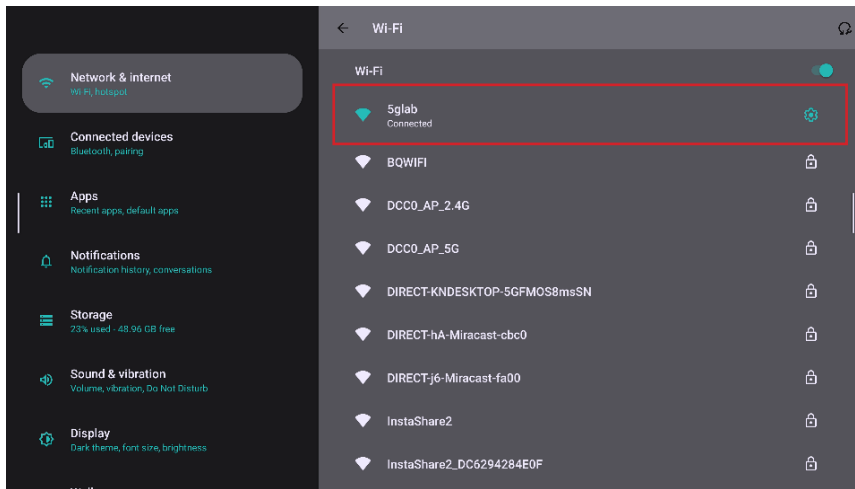 Network & internet
Wi-Fi, hotspot
Connected devices
Bluetooth, pairing
Apps
Recent apps, default apps
Notifications
Notification history, conversations
Storage
23% used - 48.96 GB free
Sound & vibration
Volume, vibration, Do Not Disturb
Display
Dark theme, font size, brightness
Wi-Fi
Wi-Fi
5glab
Connected
BQWIFI
DCC0_AP_2.4G
DCC0_AP_5G
DIRECT-KNDESKTOP-5GFMOS8msSN
DIRECT-hA-Miracast-cbc0
DIRECT-j6-Miracast-fa00
InstaShare2
InstaShare2_DC6294284E0F